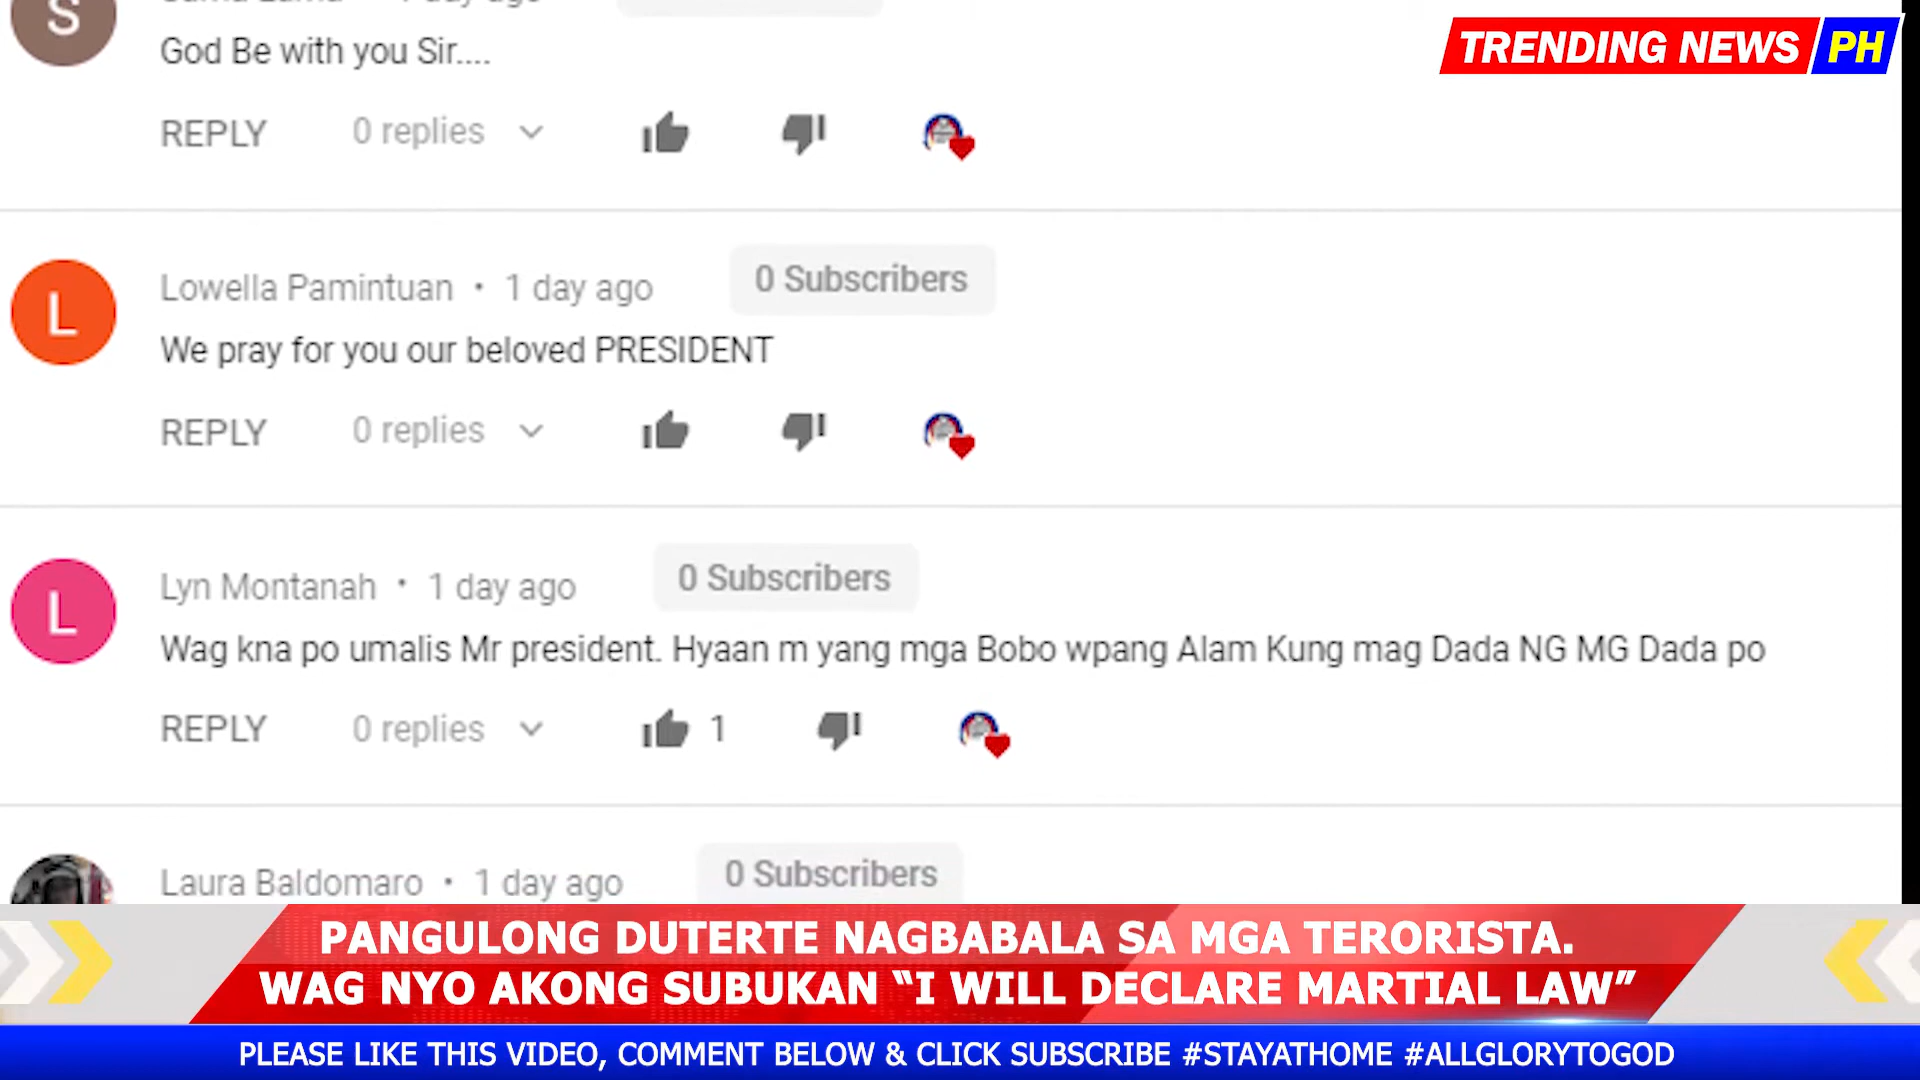 TRENDING NEWS PH
S
God Be with you Sir....
REPLY 0 replies
L
Lowella Pamintuan • 1 day ago 0 Subscribers
We pray for you our beloved PRESIDENT
REPLY 0 replies
L
Lyn Montanah • 1 day ago 0 Subscribers
Wag kna po umalis Mr president. Hyaan m yang mga Bobo wpang Alam Kung mag Dada NG MG Dada po
REPLY 0 replies 1
Laura Baldomaro • 1 day ago 0 Subscribers
PANGULONG DUTERTE NAGBABALA SA MGA TERORISTA.
WAG NYO AKONG SUBUKAN “I WILL DECLARE MARTIAL LAW”
PLEASE LIKE THIS VIDEO, COMMENT BELOW & CLICK SUBSCRIBE #STAYATHOME #ALLGLORYTOGOD